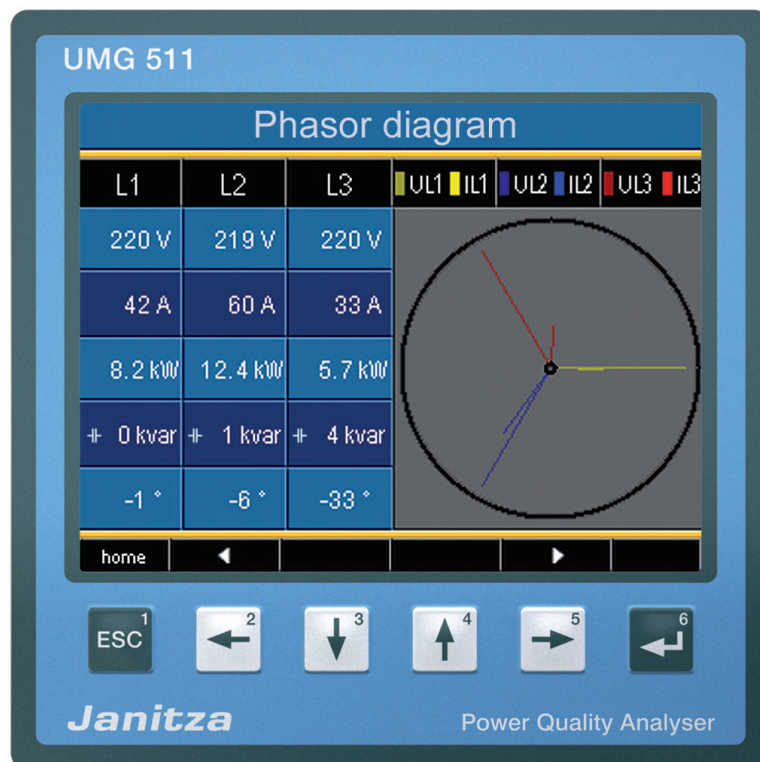 UMG 511
Phasor diagram
L1 L2 L3 UL1 IL1 UL2 IL2 UL3 IL3
220 V 219 V 220 V
42 A 60 A 33 A
8.2 kW 12.4 kW 5.7 kW
0 kvar 1 kvar 4 kvar
-1 ° -6 ° -33 °
home
ESC 1 2 3 4 5 6
Janitza Power Quality Analyser